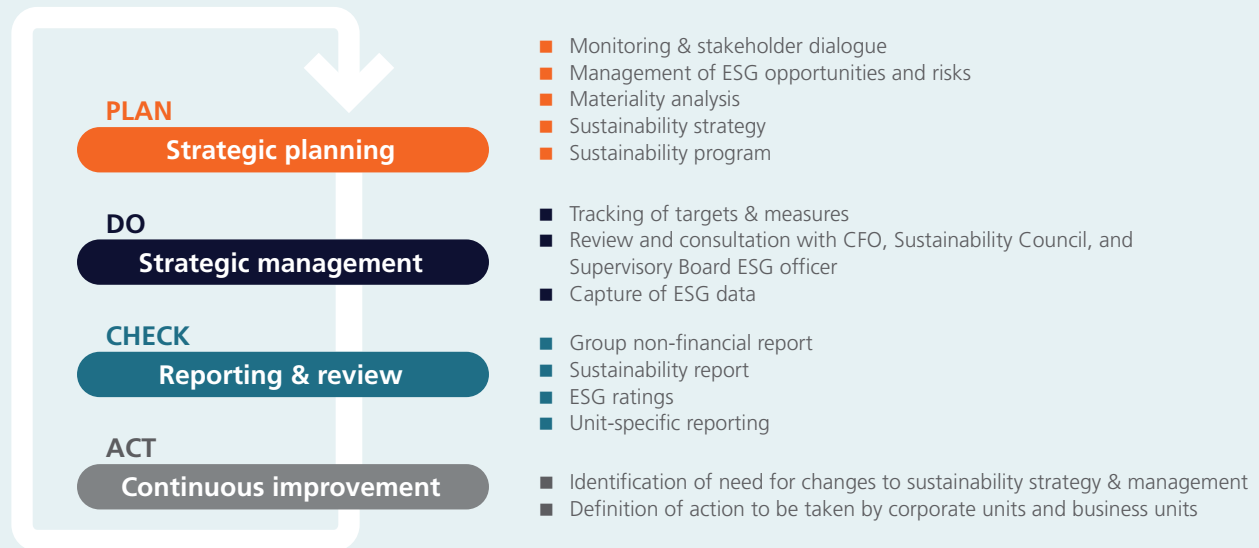 PLAN
Strategic planning
Monitoring & stakeholder dialogue
Management of ESG opportunities and risks
Materiality analysis
Sustainability strategy
Sustainability program
DO
Strategic management
Tracking of targets & measures
Review and consultation with CFO, Sustainability Council, and
Supervisory Board ESG officer
Capture of ESG data
CHECK
Reporting & review
Group non-financial report
Sustainability report
ESG ratings
Unit-specific reporting
ACT
Continuous improvement
Identification of need for changes to sustainability strategy & management
Definition of action to be taken by corporate units and business units